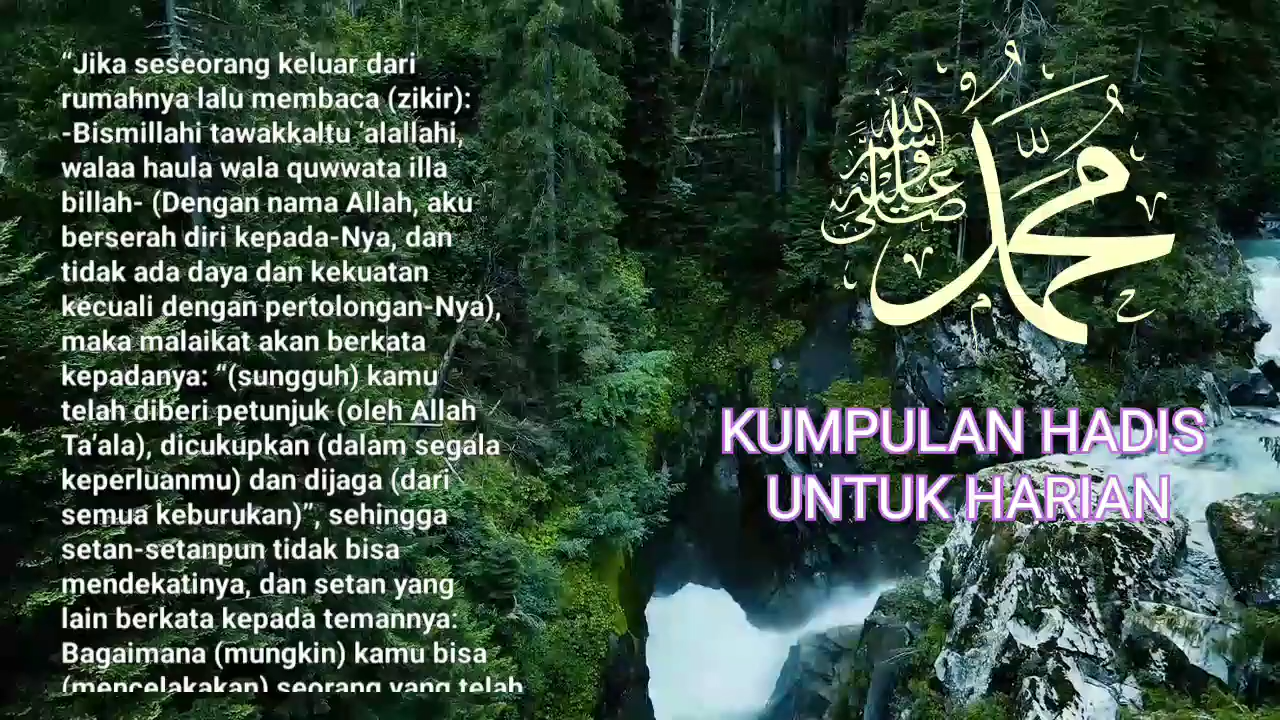 “Jika seseorang keluar dari
rumahnya lalu membaca (zikir):
-Bismillahi tawakkaltu ‘alallahi,
walaa haula wala quwwata illa
billah- (Dengan nama Allah, aku
berserah diri kepada-Nya, dan
tidak ada daya dan kekuatan
kecuali dengan pertolongan-Nya),
maka malaikat akan berkata
kepadanya: “(sungguh) kamu
telah diberi petunjuk (oleh Allah
Ta’ala), dicukupkan (dalam segala
keperluanmu) dan dijaga (dari
semua keburukan)”, sehingga
setan-setanpun tidak bisa
mendekatinya, dan setan yang
lain berkata kepada temannya:
Bagaimana (mungkin) kamu bisa
(mencelakakan) seorang yang telah
مُحَمَّد
صلى الله عليه وسلم
KUMPULAN HADIS
UNTUK HARIAN